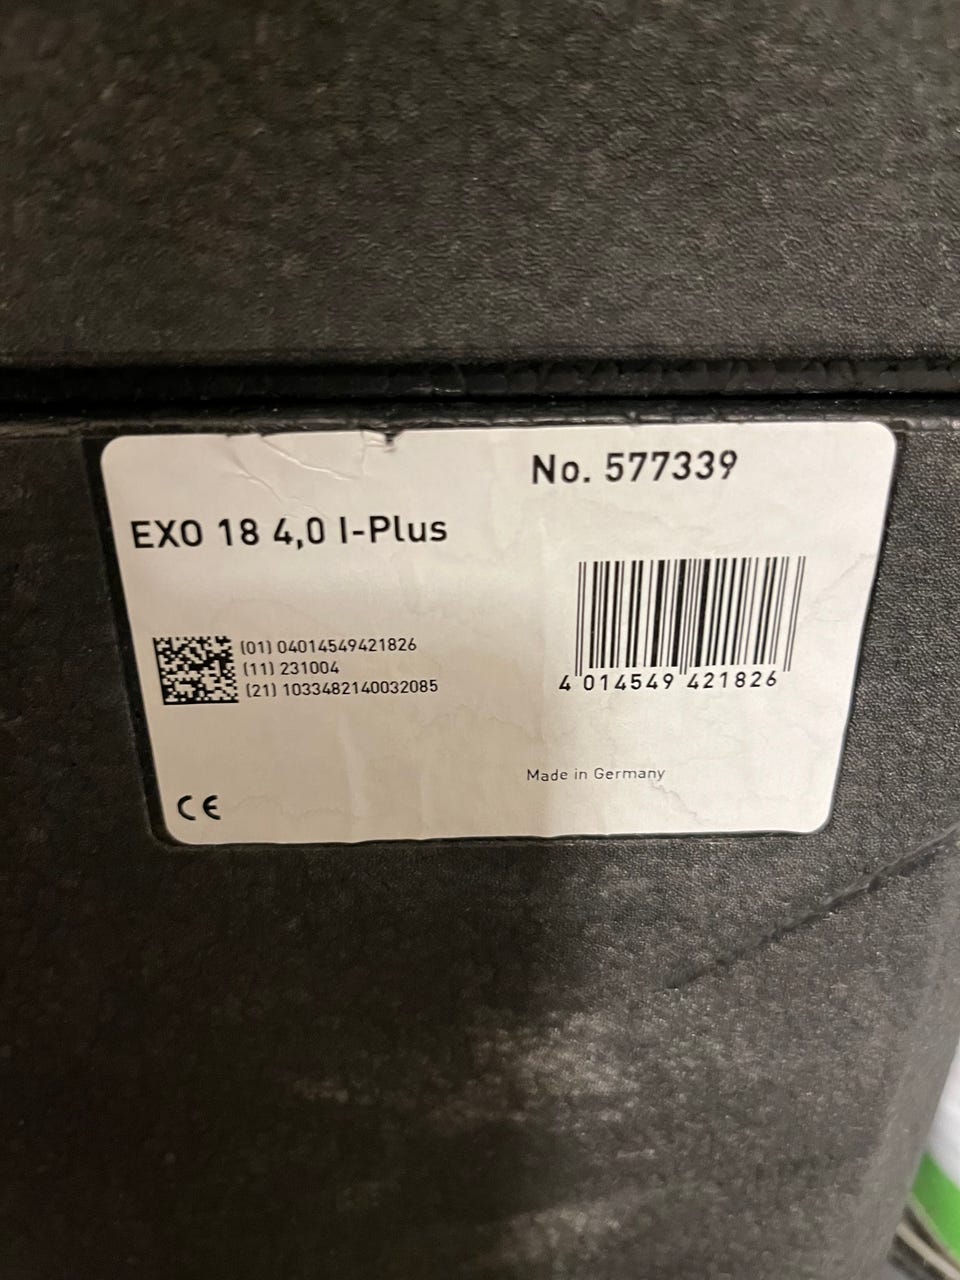 No. 577339
EXO 18 4,0 I-Plus
(01) 04014549421826
(11) 231004
(21) 1033482140032085
4 014549 421826
Made in Germany
CE